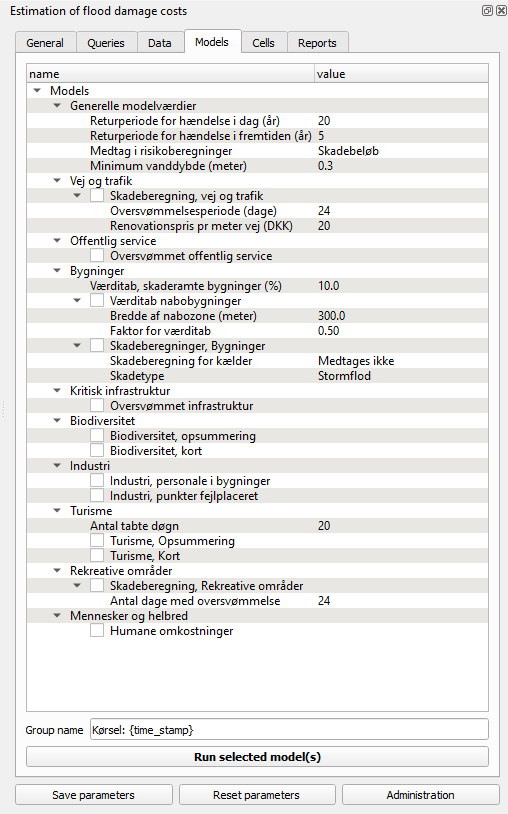 Estimation of flood damage costs
General Queries Data Models Cells Reports
name value
Models
Generelle modelværdier
Returperiode for hændelse i dag (år) 20
Returperiode for hændelse i fremtiden (år) 5
Medtag i risikoberegninger Skadebeløb
Minimum vanddybde (meter) 0.3
Vej og trafik
Skadeberegning, vej og trafik
Oversvømmelsesperiode (dage) 24
Renovationspris pr meter vej (DKK) 20
Offentlig service
Oversvømmet offentlig service
Bygninger
Værditab, skaderamte bygninger (%) 10.0
Værditab nabobygninger
Bredde af nabozone (meter) 300.0
Faktor for værditab 0.50
Skadeberegninger, Bygninger
Skadeberegning for kælder Medtages ikke
Skadetype Stormflod
Kritisk infrastruktur
Oversvømmet infrastruktur
Biodiversitet
Biodiversitet, opsummering
Biodiversitet, kort
Industri
Industri, personale i bygninger
Industri, punkter fejlplaceret
Turisme
Antal tabte døgn 20
Turisme, Opsummering
Turisme, Kort
Rekreative områder
Skadeberegning, Rekreative områder
Antal dage med oversvømmelse 24
Mennesker og helbred
Humane omkostninger
Group name Kørsel: {time_stamp}
Run selected model(s)
Save parameters Reset parameters Administration